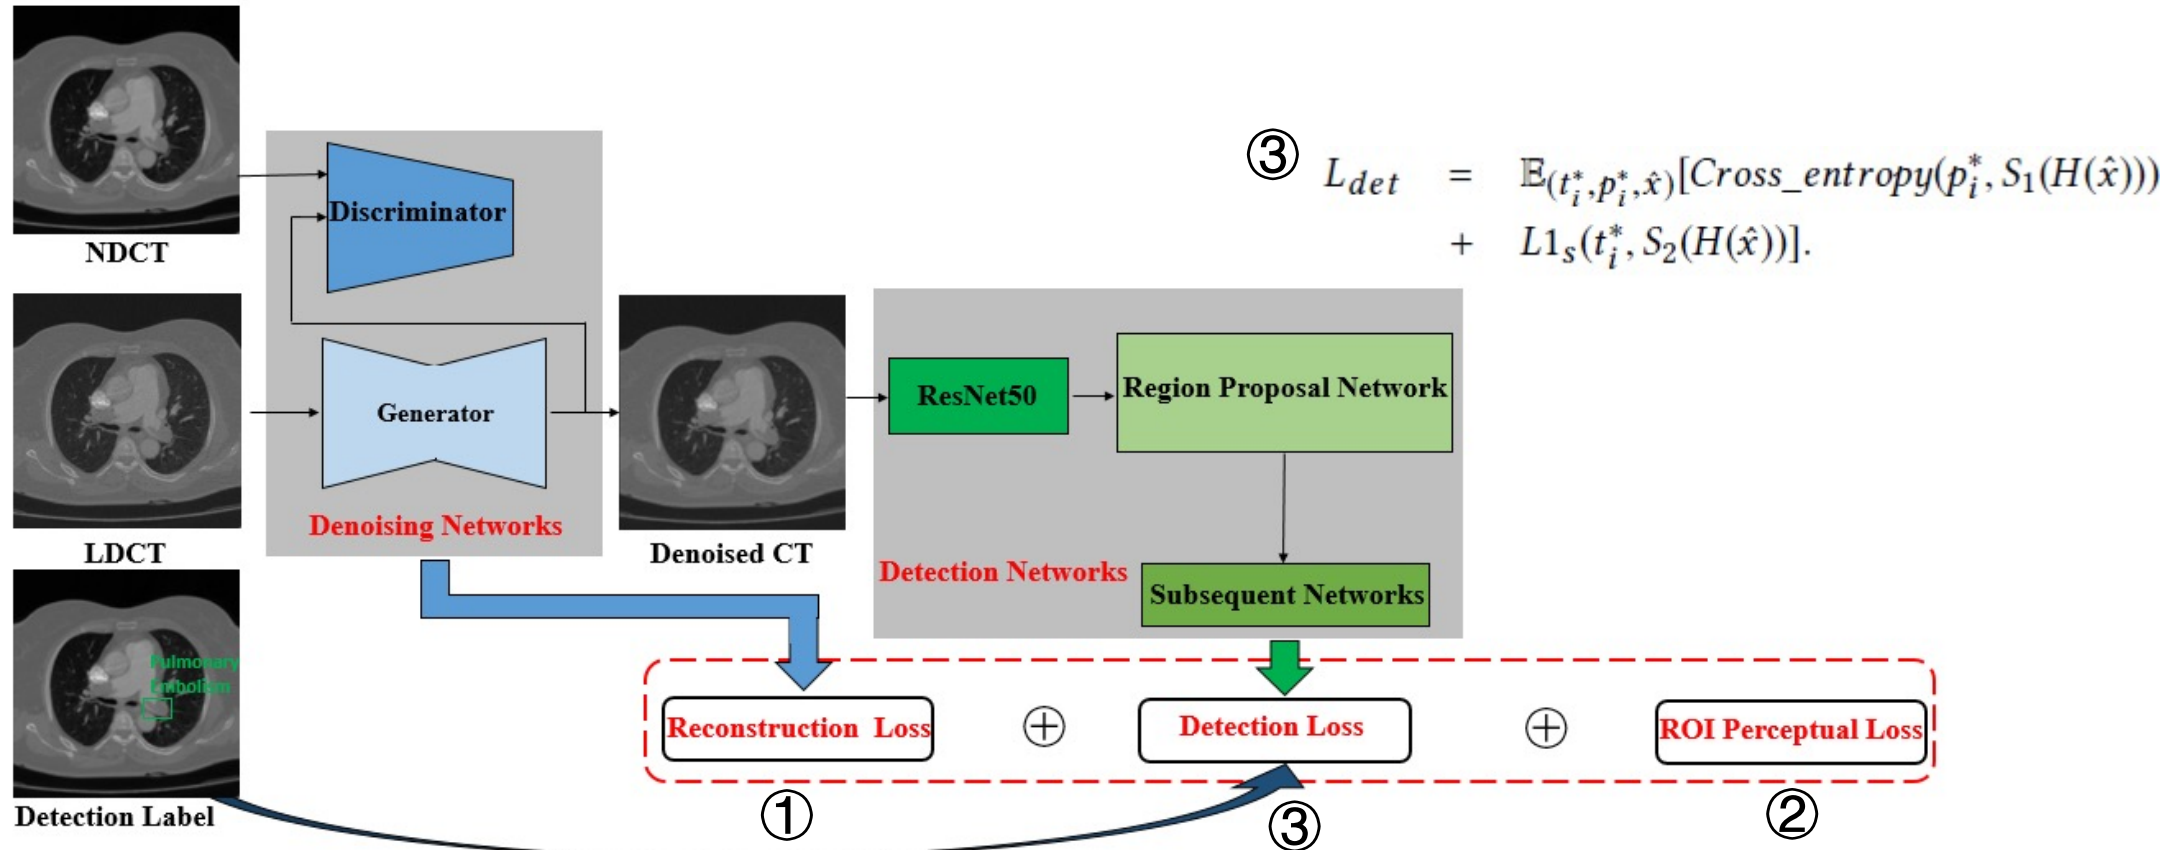 NDCT
Discriminator
③ L_{det} = 𝔼_{(t_i^*, p_i^*, x̂)}[Cross_entropy(p_i^*, S_1(H(x̂)))
+ L1_s(t_i^*, S_2(H(x̂))].
LDCT
Generator
Denoising Networks
Denoised CT
ResNet50
Region Proposal Network
Detection Networks
Subsequent Networks
Pulmonary
Embolism
Detection Label
Reconstruction Loss
⊕
Detection Loss
⊕
ROI Perceptual Loss
①
③
②